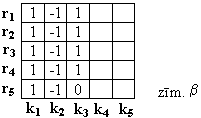 r1 1 -1 1
r2 1 -1 1
r3 1 -1 1
r4 1 -1 1
r5 1 -1 0
k1 k2 k3 k4 k5
zīm. β